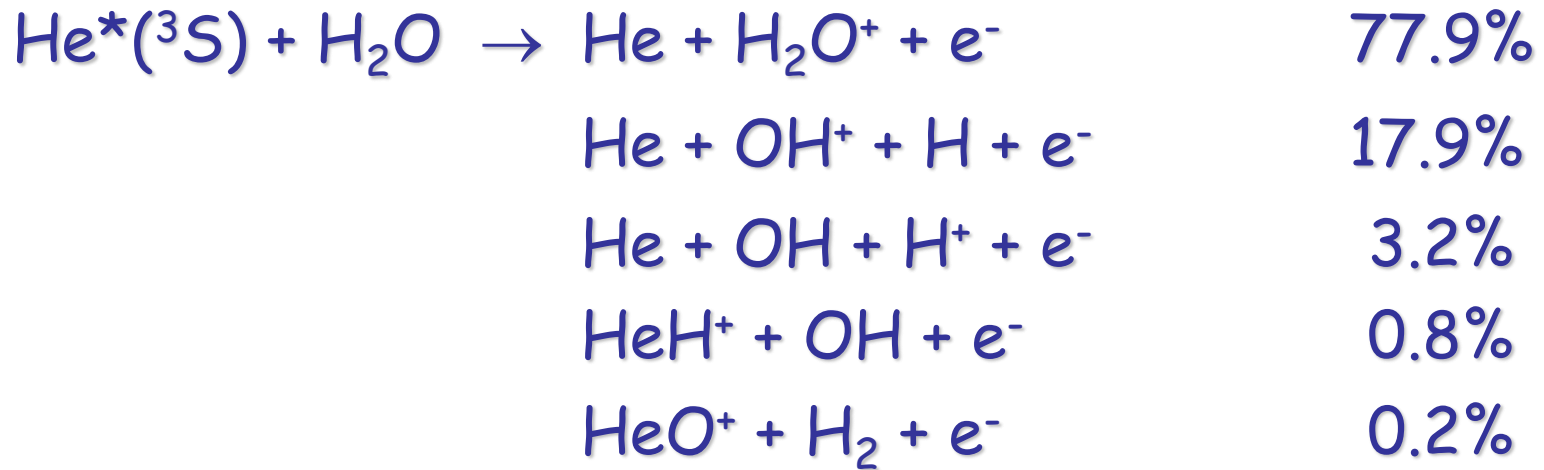 He*(³S) + H₂O → He + H₂O⁺ + e⁻ 77.9%
He + OH⁺ + H + e⁻ 17.9%
He + OH + H⁺ + e⁻ 3.2%
HeH⁺ + OH + e⁻ 0.8%
HeO⁺ + H₂ + e⁻ 0.2%